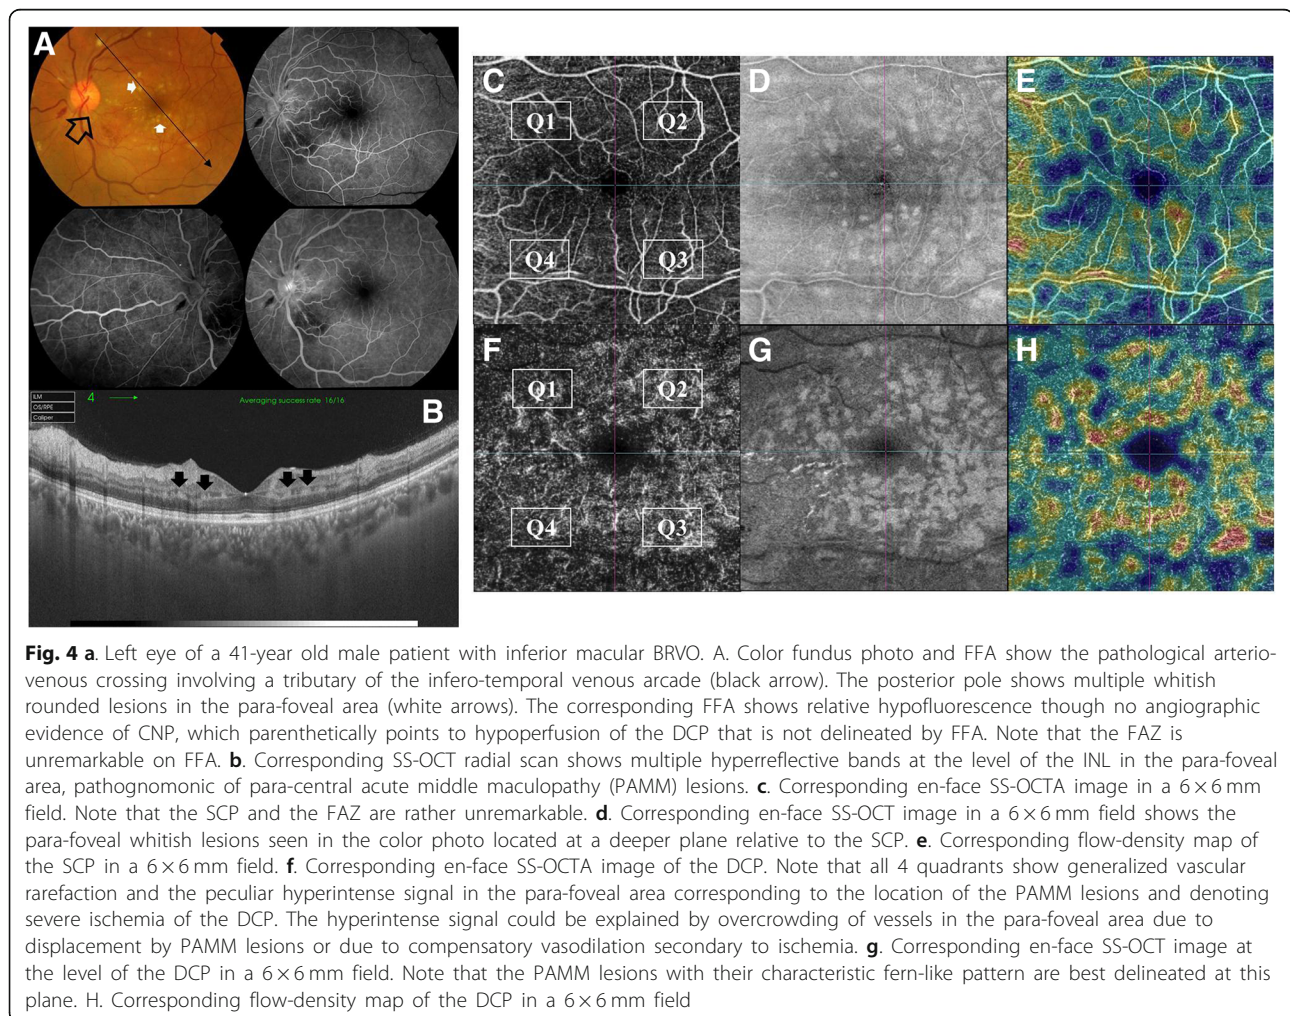 A
B
ILM
OS/RPE
Caliper
4
Averaging success rate 16/16
C
Q1
Q2
Q4
Q3
D
E
F
Q1
Q2
Q4
Q3
G
H
Fig. 4 a. Left eye of a 41-year old male patient with inferior macular BRVO. A. Color fundus photo and FFA show the pathological arterio-
venous crossing involving a tributary of the infero-temporal venous arcade (black arrow). The posterior pole shows multiple whitish
rounded lesions in the para-foveal area (white arrows). The corresponding FFA shows relative hypofluorescence though no angiographic
evidence of CNP, which parenthetically points to hypoperfusion of the DCP that is not delineated by FFA. Note that the FAZ is
unremarkable on FFA. b. Corresponding SS-OCT radial scan shows multiple hyperreflective bands at the level of the INL in the para-foveal
area, pathognomonic of para-central acute middle maculopathy (PAMM) lesions. c. Corresponding en-face SS-OCTA image in a 6 × 6 mm
field. Note that the SCP and the FAZ are rather unremarkable. d. Corresponding en-face SS-OCT image in a 6 × 6 mm field shows the
para-foveal whitish lesions seen in the color photo located at a deeper plane relative to the SCP. e. Corresponding flow-density map of
the SCP in a 6 × 6 mm field. f. Corresponding en-face SS-OCTA image of the DCP. Note that all 4 quadrants show generalized vascular
rarefaction and the peculiar hyperintense signal in the para-foveal area corresponding to the location of the PAMM lesions and denoting
severe ischemia of the DCP. The hyperintense signal could be explained by overcrowding of vessels in the para-foveal area due to
displacement by PAMM lesions or due to compensatory vasodilation secondary to ischemia. g. Corresponding en-face SS-OCT image at
the level of the DCP in a 6 × 6 mm field. Note that the PAMM lesions with their characteristic fern-like pattern are best delineated at this
plane. H. Corresponding flow-density map of the DCP in a 6 × 6 mm field